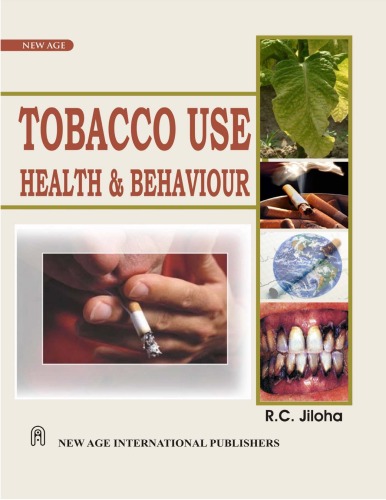 NEW AGE
TOBACCO USE
HEALTH & BEHAVIOUR
R.C. Jiloha
NEW AGE INTERNATIONAL PUBLISHERS